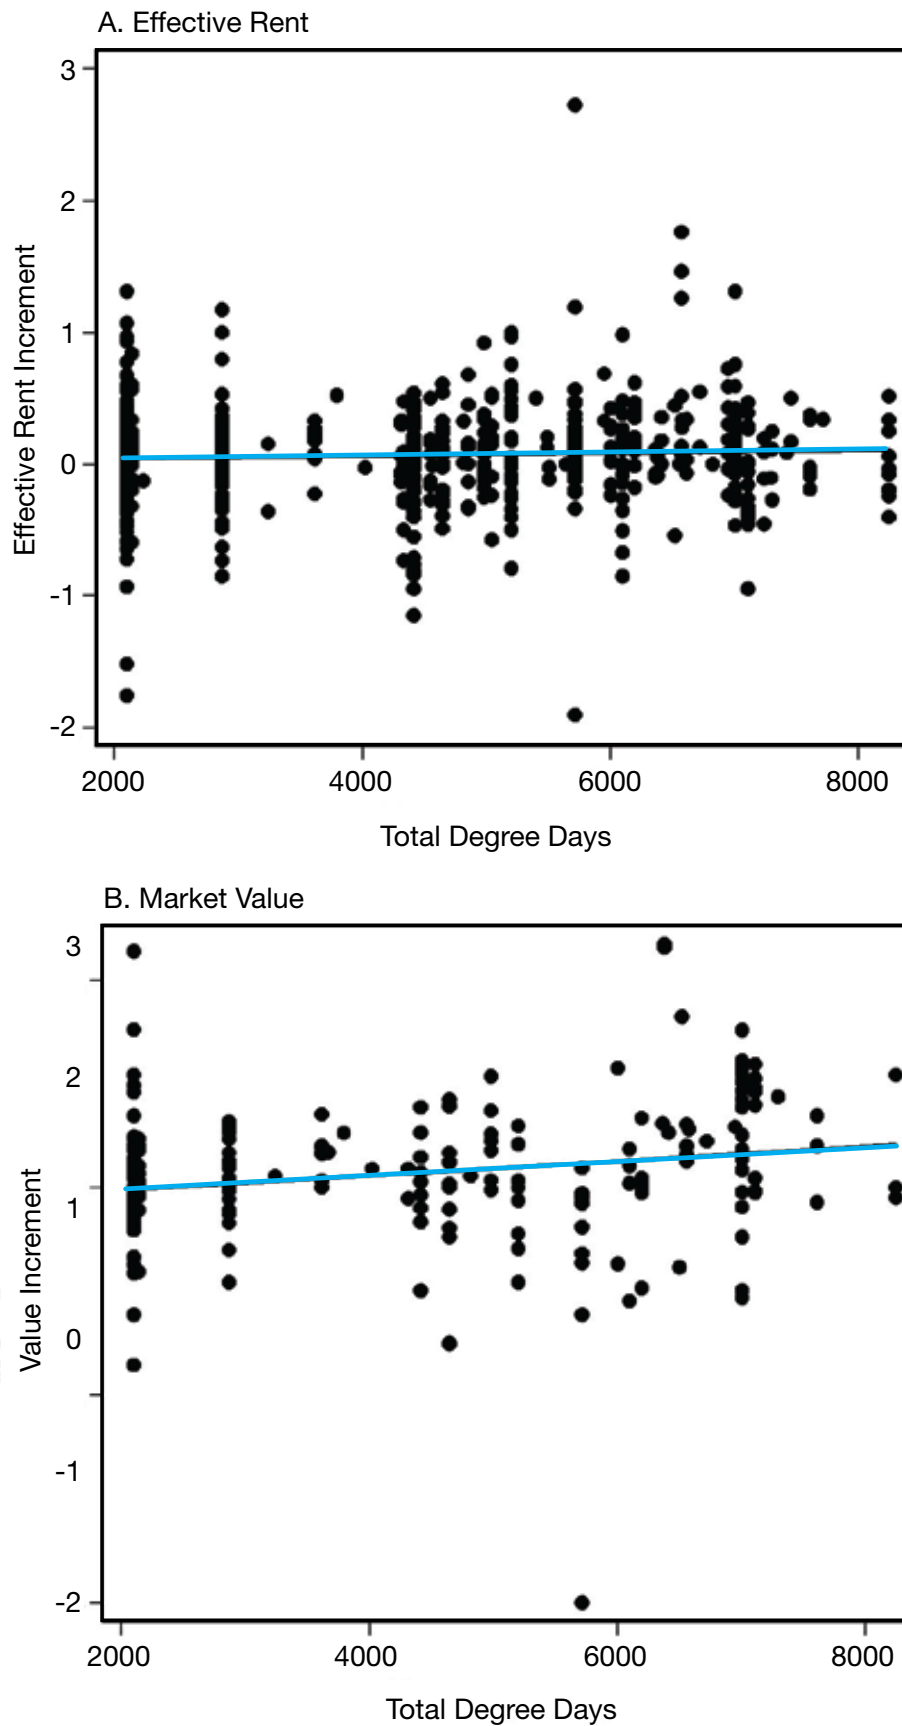 A. Effective Rent
3
2
1
0
-1
-2
Effective Rent Increment
2000 4000 6000 8000
Total Degree Days
B. Market Value
3
2
1
0
-1
-2
Value Increment
2000 4000 6000 8000
Total Degree Days